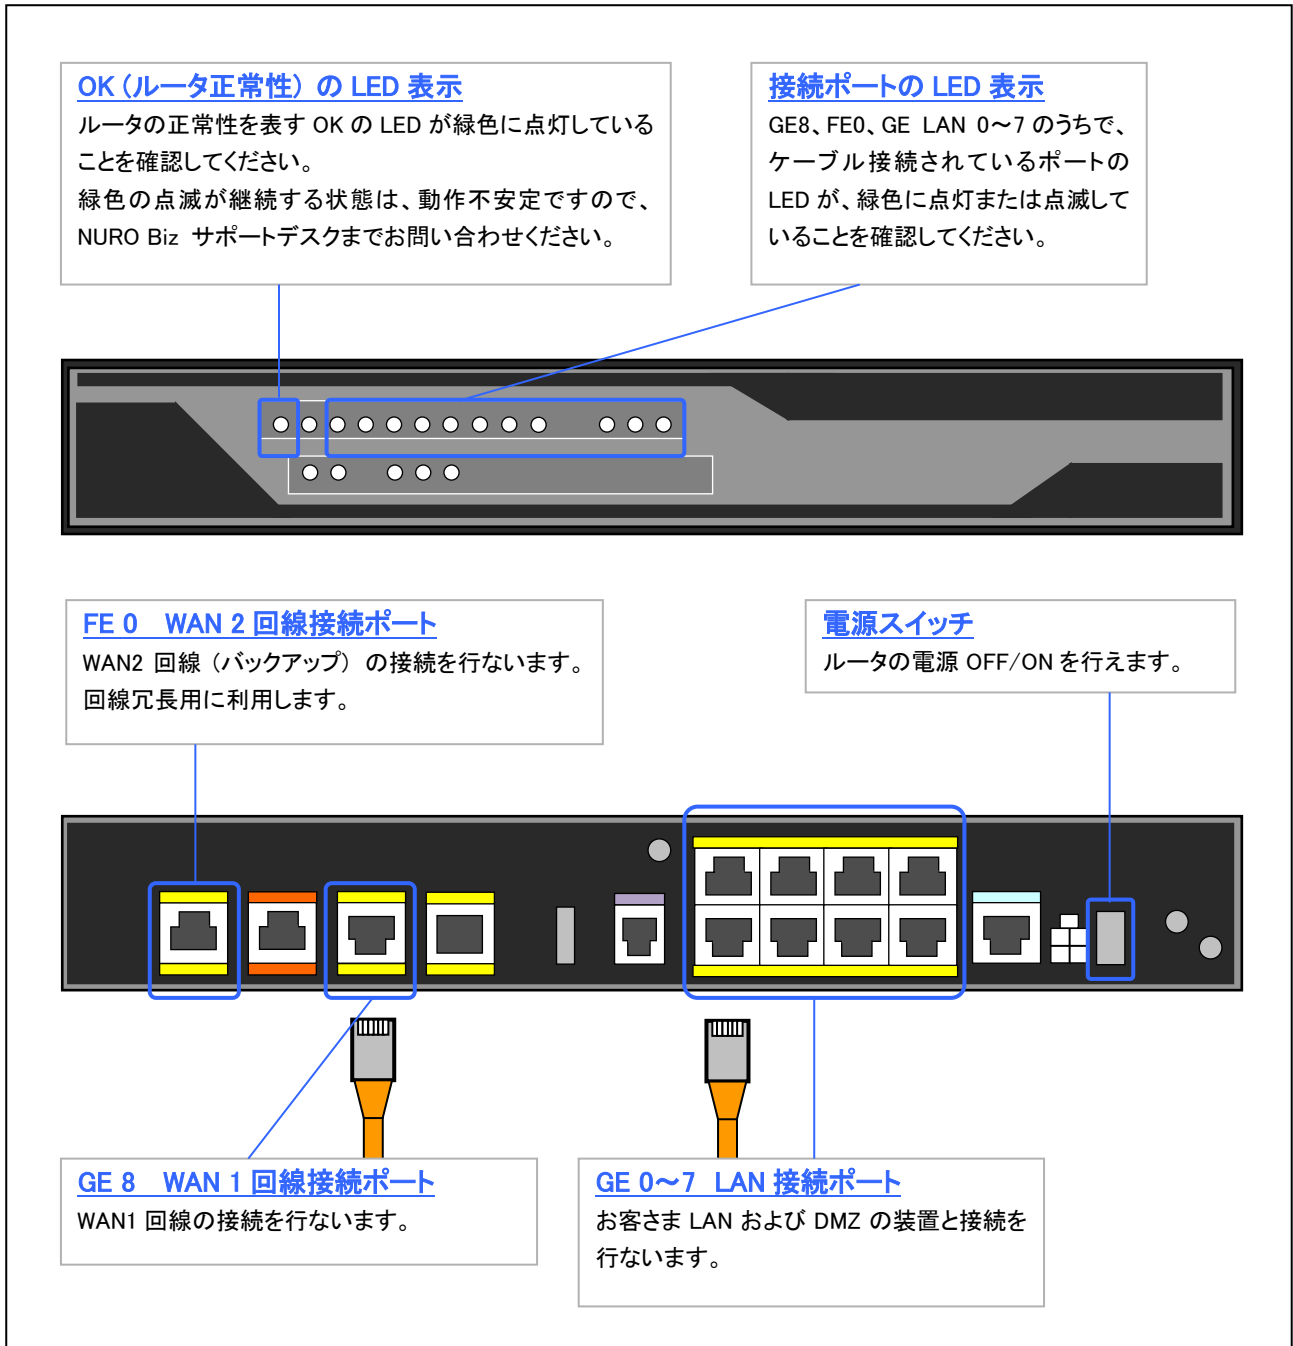 OK（ルータ正常性） の LED 表示
ルータの正常性を表す OK の LED が緑色に点灯している
ことを確認してください。
緑色の点滅が継続する状態は、動作不安定ですので、
NURO Biz サポートデスクまでお問い合わせください。
接続ポートの LED 表示
GE8、FE0、GE LAN 0～7 のうちで、
ケーブル接続されているポートの
LED が、緑色に点灯または点滅して
いることを確認してください。
FE 0　WAN 2 回線接続ポート
WAN2 回線 （バックアップ） の接続を行ないます。
回線冗長用に利用します。
電源スイッチ
ルータの電源 OFF/ON を行えます。
GE 8　WAN 1 回線接続ポート
WAN1 回線の接続を行ないます。
GE 0～7 LAN 接続ポート
お客さま LAN および DMZ の装置と接続を
行ないます。